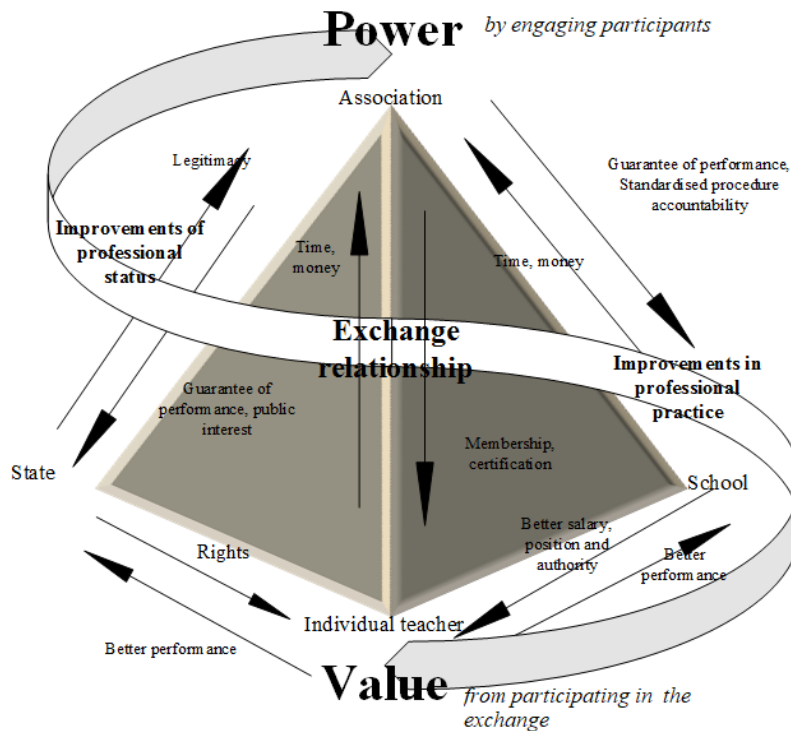 Power
by engaging participants
Association
Legitimacy
Guarantee of performance,
Standardised procedure
accountability
Improvements of
professional
status
Time,
money
Time, money
Exchange
relationship
Improvements in
professional
practice
Guarantee of
performance, public
interest
Membership,
certification
State
School
Better salary,
position and
authority
Rights
Better
performance
Individual teacher
Better performance
Value
from participating in the
exchange